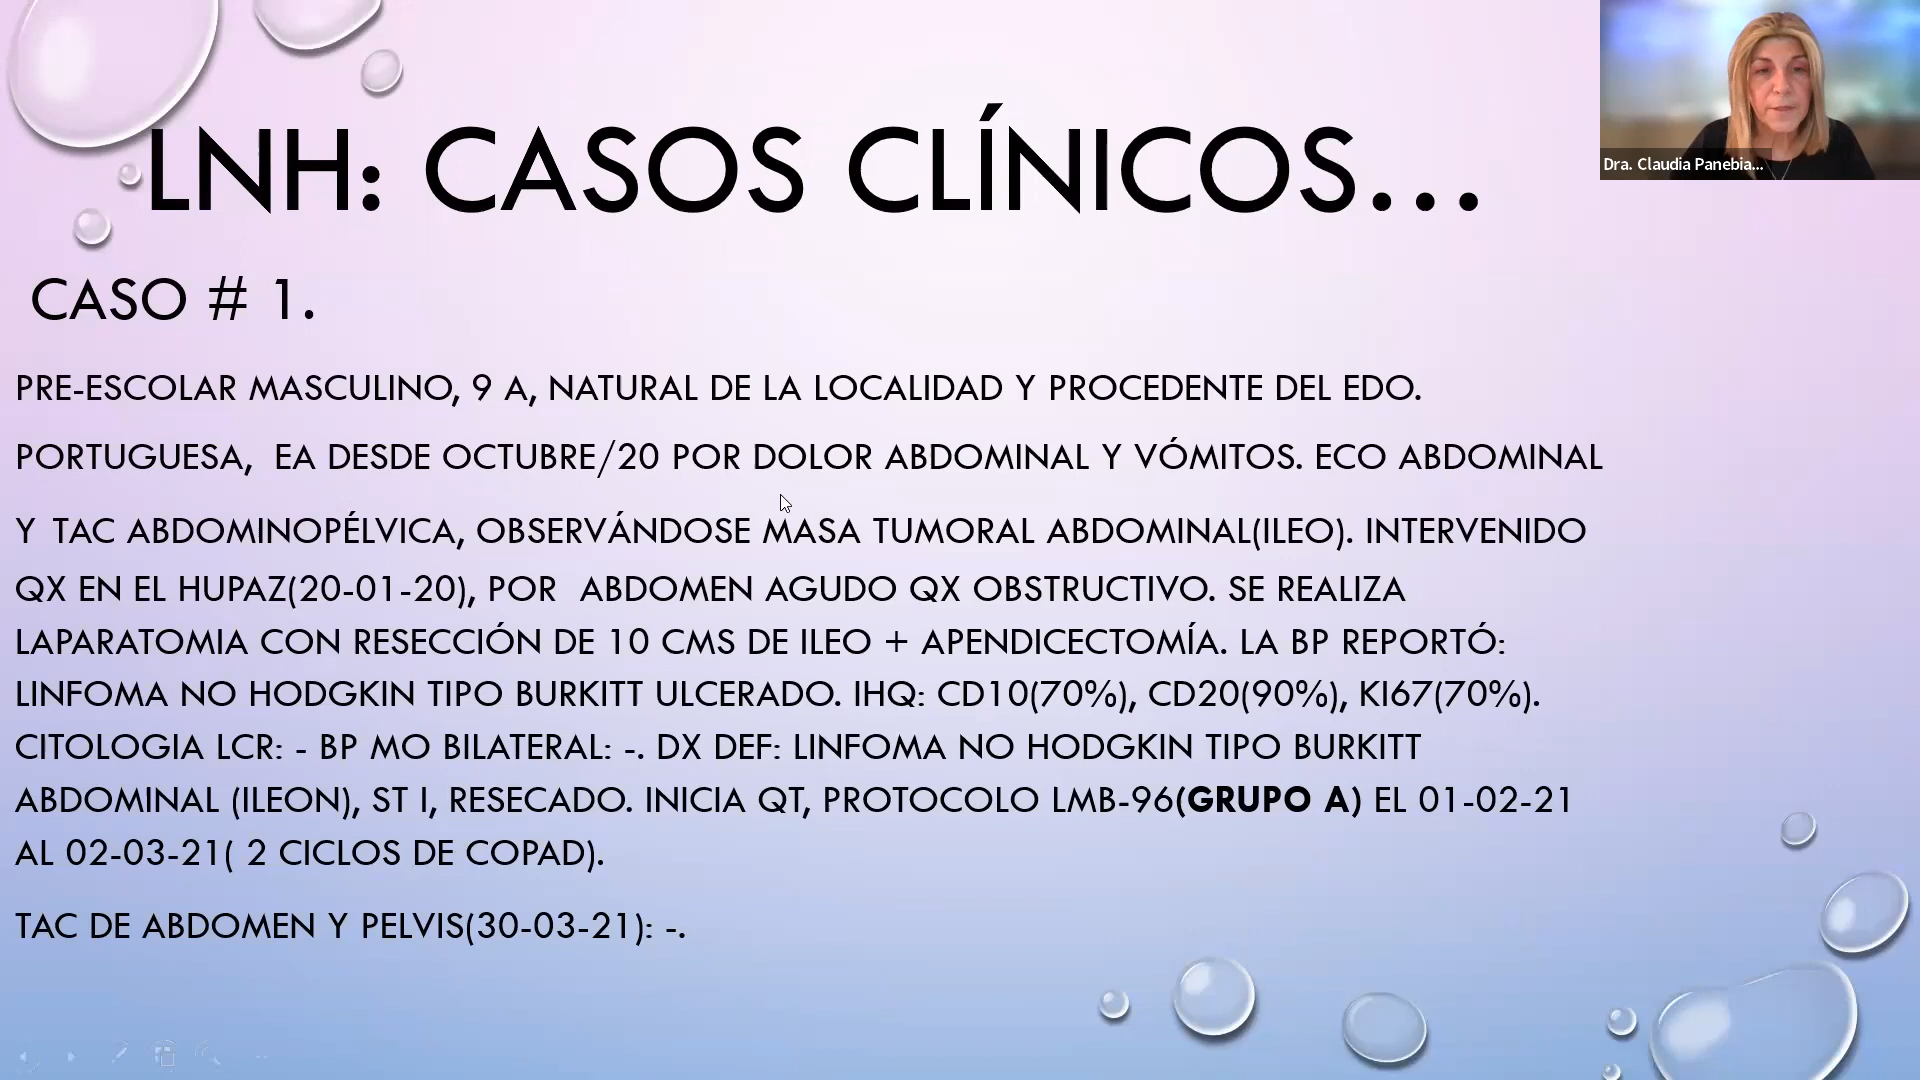 LNH: CASOS CLÍNICOS...
Dra. Claudia Panebia...
CASO # 1.
PRE-ESCOLAR MASCULINO, 9 A, NATURAL DE LA LOCALIDAD Y PROCEDENTE DEL EDO.
PORTUGUESA, EA DESDE OCTUBRE/20 POR DOLOR ABDOMINAL Y VÓMITOS. ECO ABDOMINAL
Y TAC ABDOMINOPÉLVICA, OBSERVÁNDOSE MASA TUMORAL ABDOMINAL(ILEO). INTERVENIDO
QX EN EL HUPAZ(20-01-20), POR ABDOMEN AGUDO QX OBSTRUCTIVO. SE REALIZA
LAPARATOMIA CON RESECCIÓN DE 10 CMS DE ILEO + APENDICECTOMÍA. LA BP REPORTÓ:
LINFOMA NO HODGKIN TIPO BURKITT ULCERADO. IHQ: CD10(70%), CD20(90%), KI67(70%).
CITOLOGIA LCR: - BP MO BILATERAL: -. DX DEF: LINFOMA NO HODGKIN TIPO BURKITT
ABDOMINAL (ILEON), ST I, RESECADO. INICIA QT, PROTOCOLO LMB-96(GRUPO A) EL 01-02-21
AL 02-03-21( 2 CICLOS DE COPAD).
TAC DE ABDOMEN Y PELVIS(30-03-21): -.